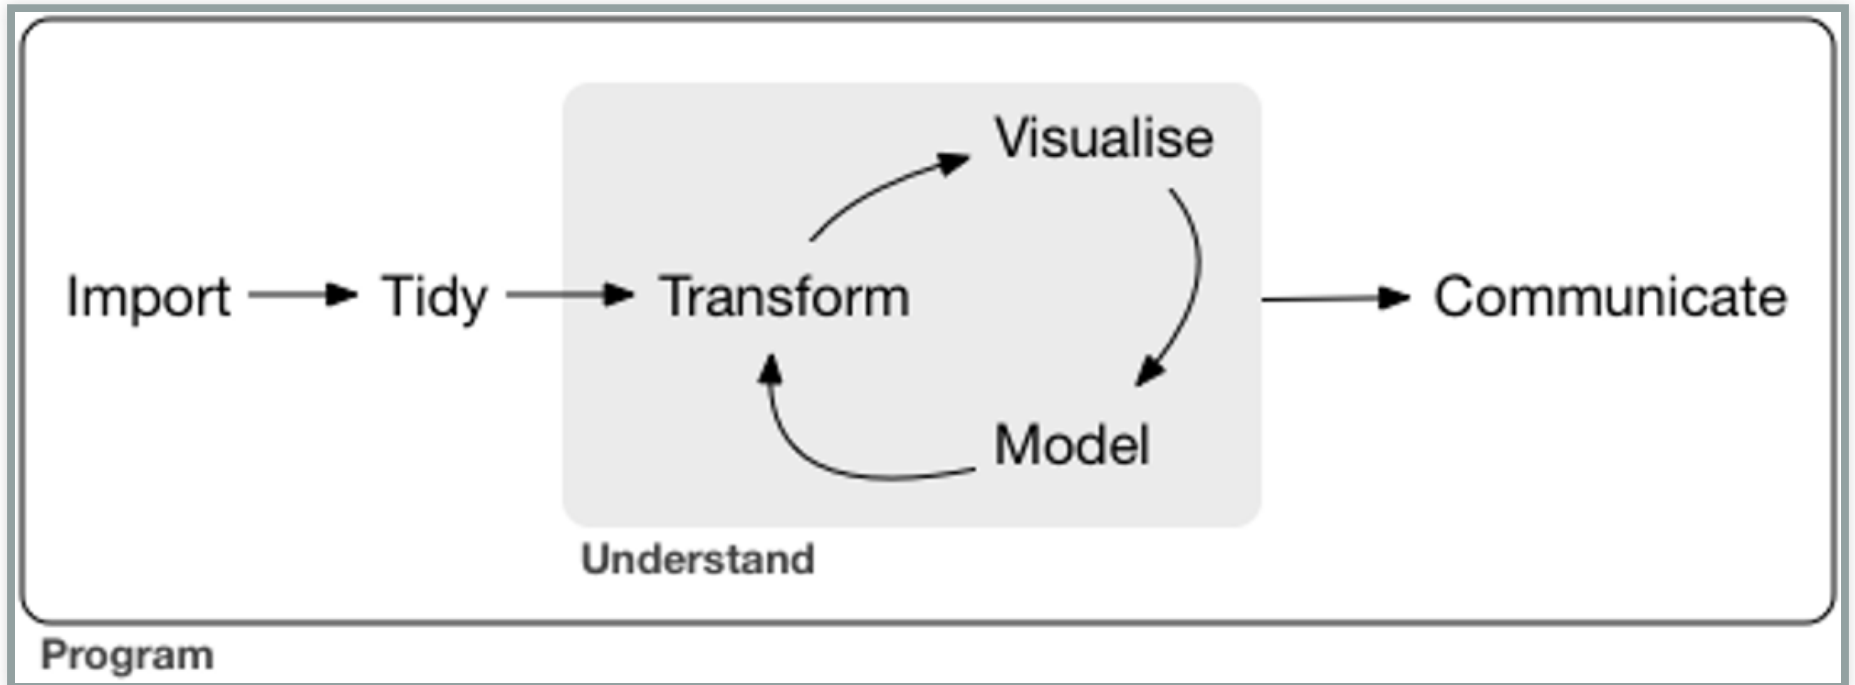 Visualise
Import
Tidy
Transform
Communicate
Model
Understand
Program